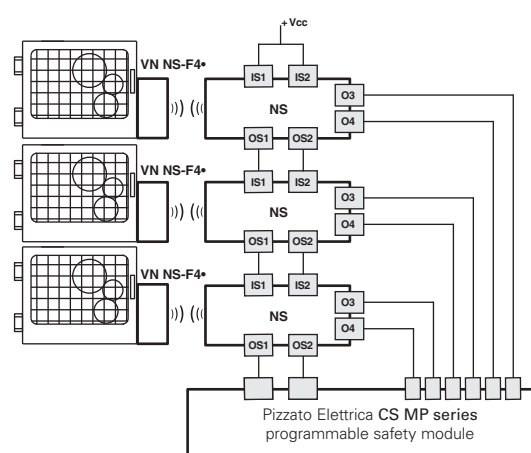 + Vcc
VN NS-F4•
IS1 IS2
O3
NS
O4
OS1 OS2
VN NS-F4•
IS1 IS2
O3
NS
O4
OS1 OS2
VN NS-F4•
IS1 IS2
O3
NS
O4
OS1 OS2
Pizzato Elettrica CS MP series
programmable safety module